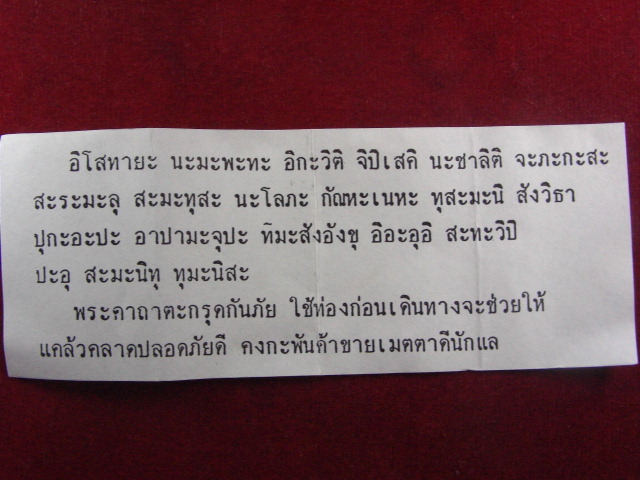 อิโสทายะ นะมะพะทะ อิกะวิติ จิปิเสคิ นะชาลิติ จะภะกะสะ
สะระมะลุ สะมะทุสะ นะโลภะ กัณหะเนหะ ทุสะมะนิ สังวิธา
ปุกะอะปะ อาปามะจุปะ ทิมะสังอังขุ อิอะอุอิ สะทะวิปิ
ปะอุ สะมะนิทุ ทุมะนิสะ
พระคาถาตะกรุดกันภัย ใช้ท่องก่อนเดินทางจะช่วยให้
แคล้วคลาดปลอดภัยดี คงกะพันค้าขายเมตตาดีนักแล